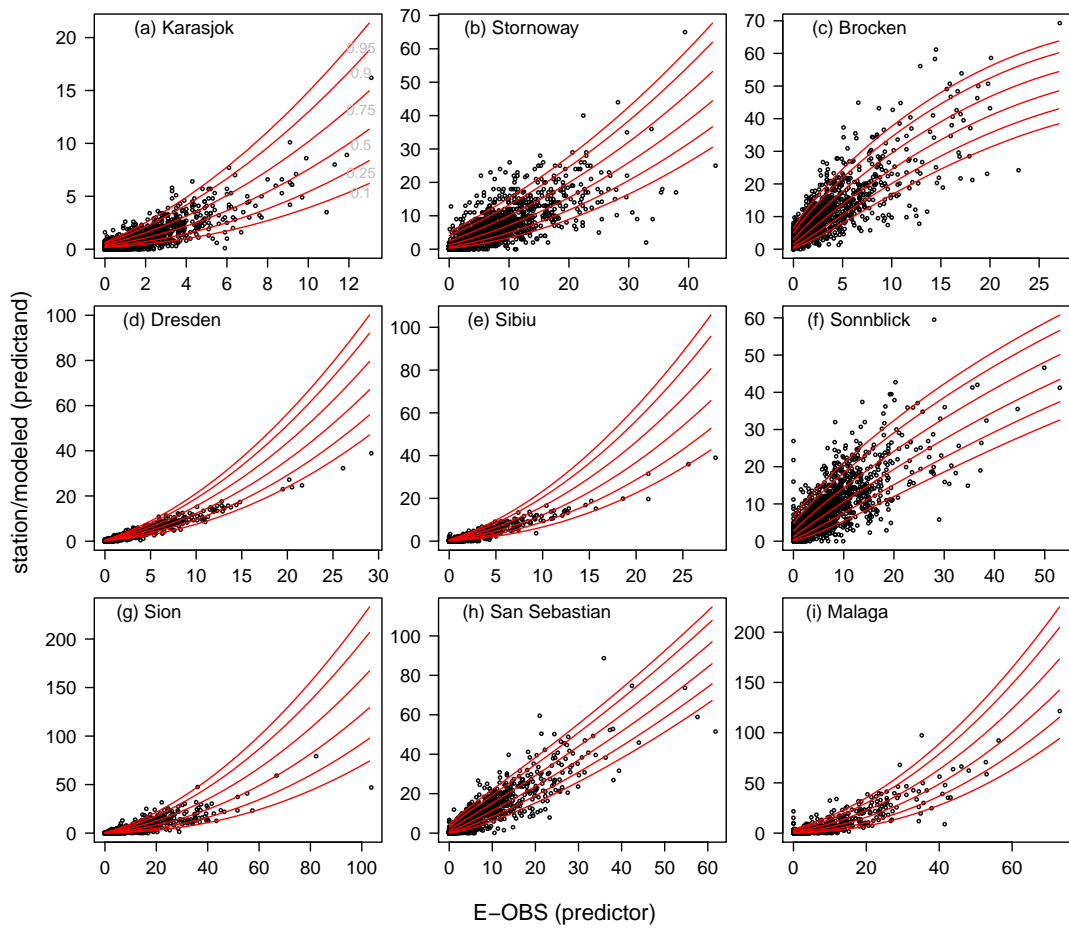 (a) Karasjok
0.95
0.9
0.75
0.5
0.25
0.1
0 5 10 15 20
0 2 4 6 8 10 12
(b) Stornoway
0 10 20 30 40 50 60 70
0 10 20 30 40
(c) Brocken
0 10 20 30 40 50 60 70
0 5 10 15 20 25
(d) Dresden
0 20 40 60 80 100
0 5 10 15 20 25 30
(e) Sibiu
0 20 40 60 80 100
0 5 10 15 20 25
(f) Sonnblick
0 10 20 30 40 50 60
0 10 20 30 40 50
(g) Sion
0 50 100 150 200
0 20 40 60 80 100
(h) San Sebastian
0 20 40 60 80 100
0 10 20 30 40 50 60
(i) Malaga
0 50 100 150 200
0 20 40 60
station/modeled (predictand)
E−OBS (predictor)